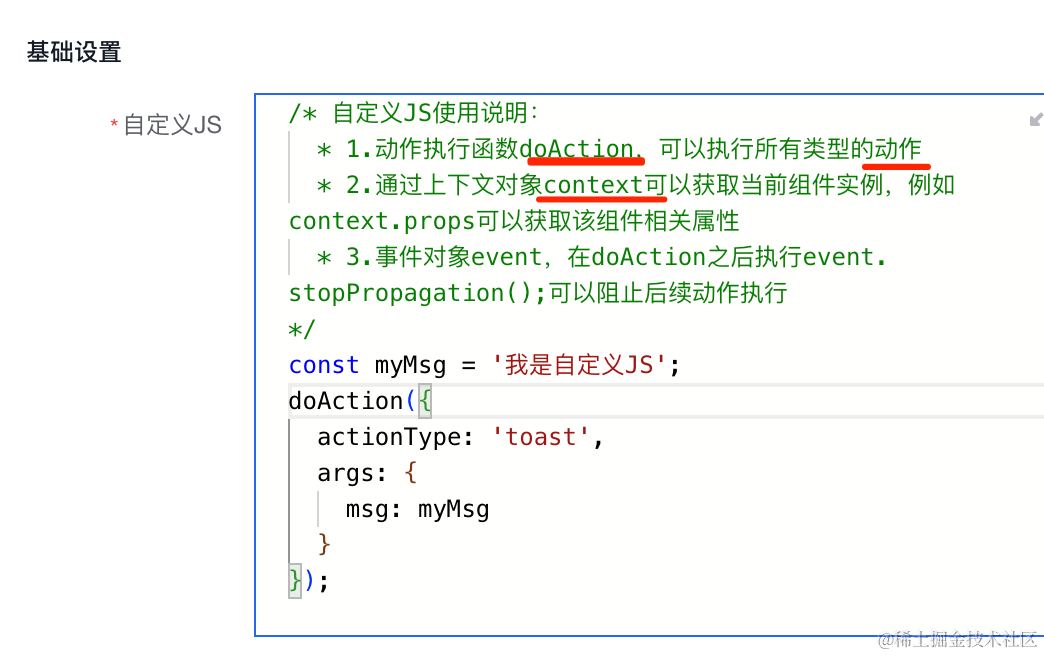 基础设置
*自定义JS
/* 自定义JS使用说明：
* 1.动作执行函数doAction，可以执行所有类型的动作
* 2.通过上下文对象context可以获取当前组件实例，例如
context.props可以获取该组件相关属性
* 3.事件对象event，在doAction之后执行event.
stopPropagation();可以阻止后续动作执行
*/
const myMsg = '我是自定义JS';
doAction({
actionType: 'toast',
args: {
msg: myMsg
}
});
@稀土掘金技术社区